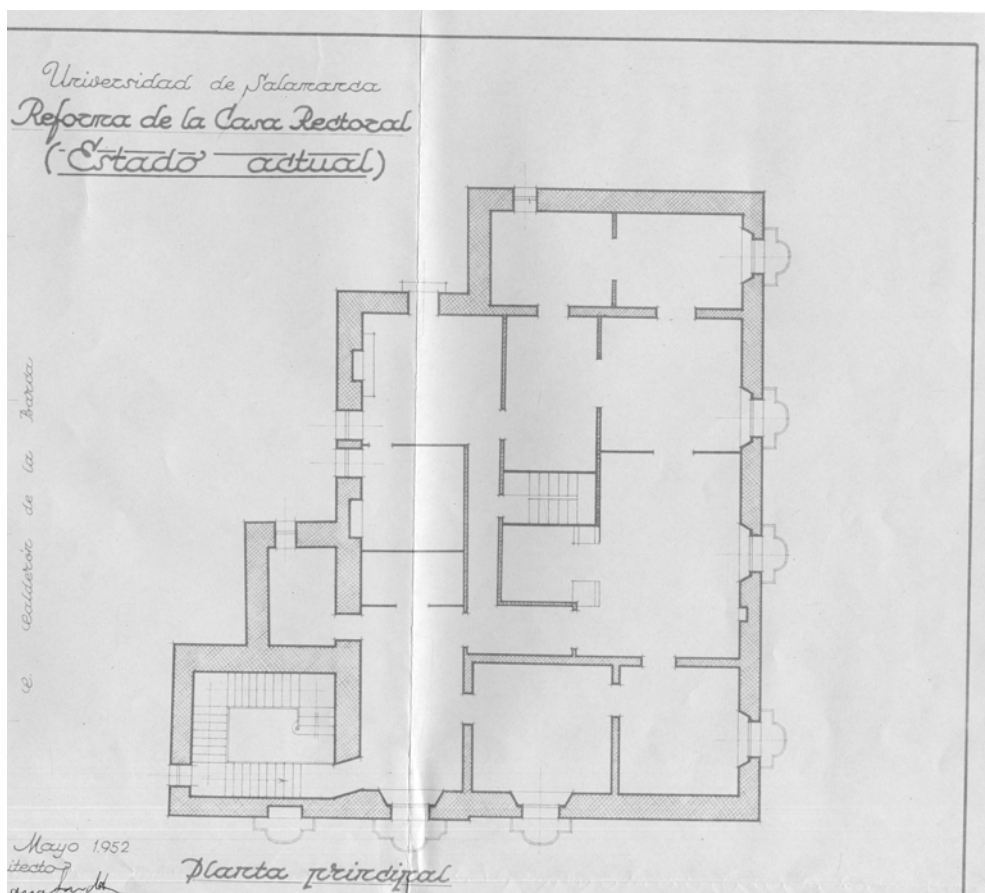 Universidad de Salamanca
Reforma de la Casa Rectoral
(Estado actual)
C. Calderón de la Barca
Mayo 1952
itecto
Planta principal